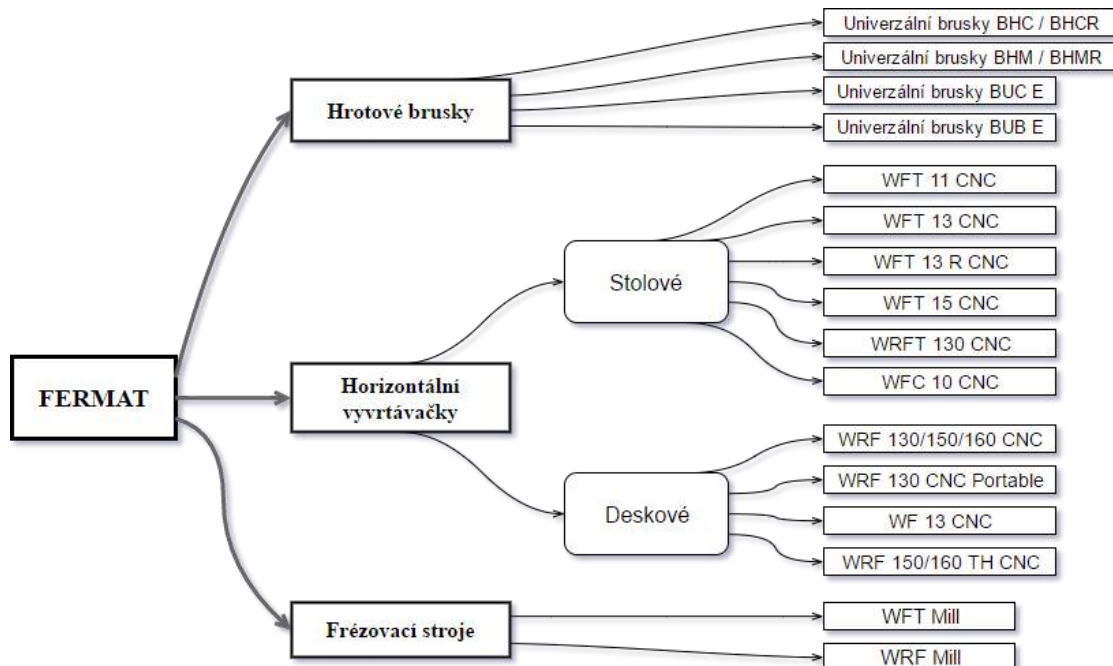 FERMAT
Hrotové brusky
Univerzální brusky BHC / BHCR
Univerzální brusky BHM / BHMR
Univerzální brusky BUC E
Univerzální brusky BUB E
Horizontální
vyvrtávačky
Stolové
WFT 11 CNC
WFT 13 CNC
WFT 13 R CNC
WFT 15 CNC
WRFT 130 CNC
WFC 10 CNC
Deskové
WRF 130/150/160 CNC
WRF 130 CNC Portable
WF 13 CNC
WRF 150/160 TH CNC
Frézovací stroje
WFT Mill
WRF Mill